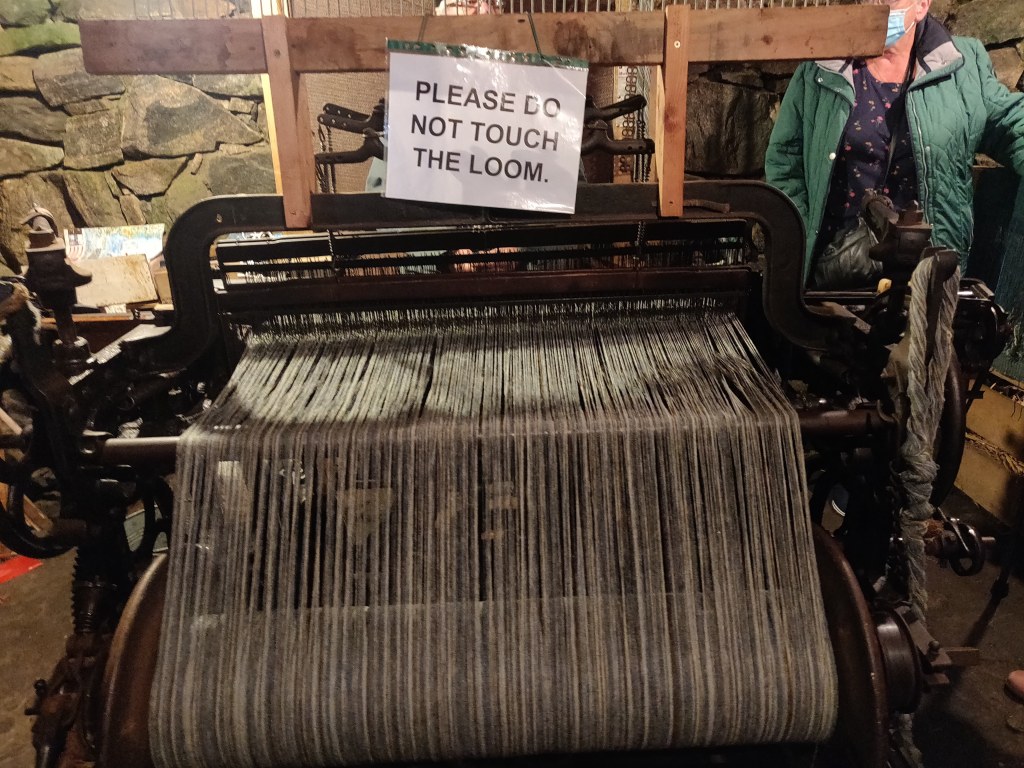 PLEASE DO
NOT TOUCH
THE LOOM.